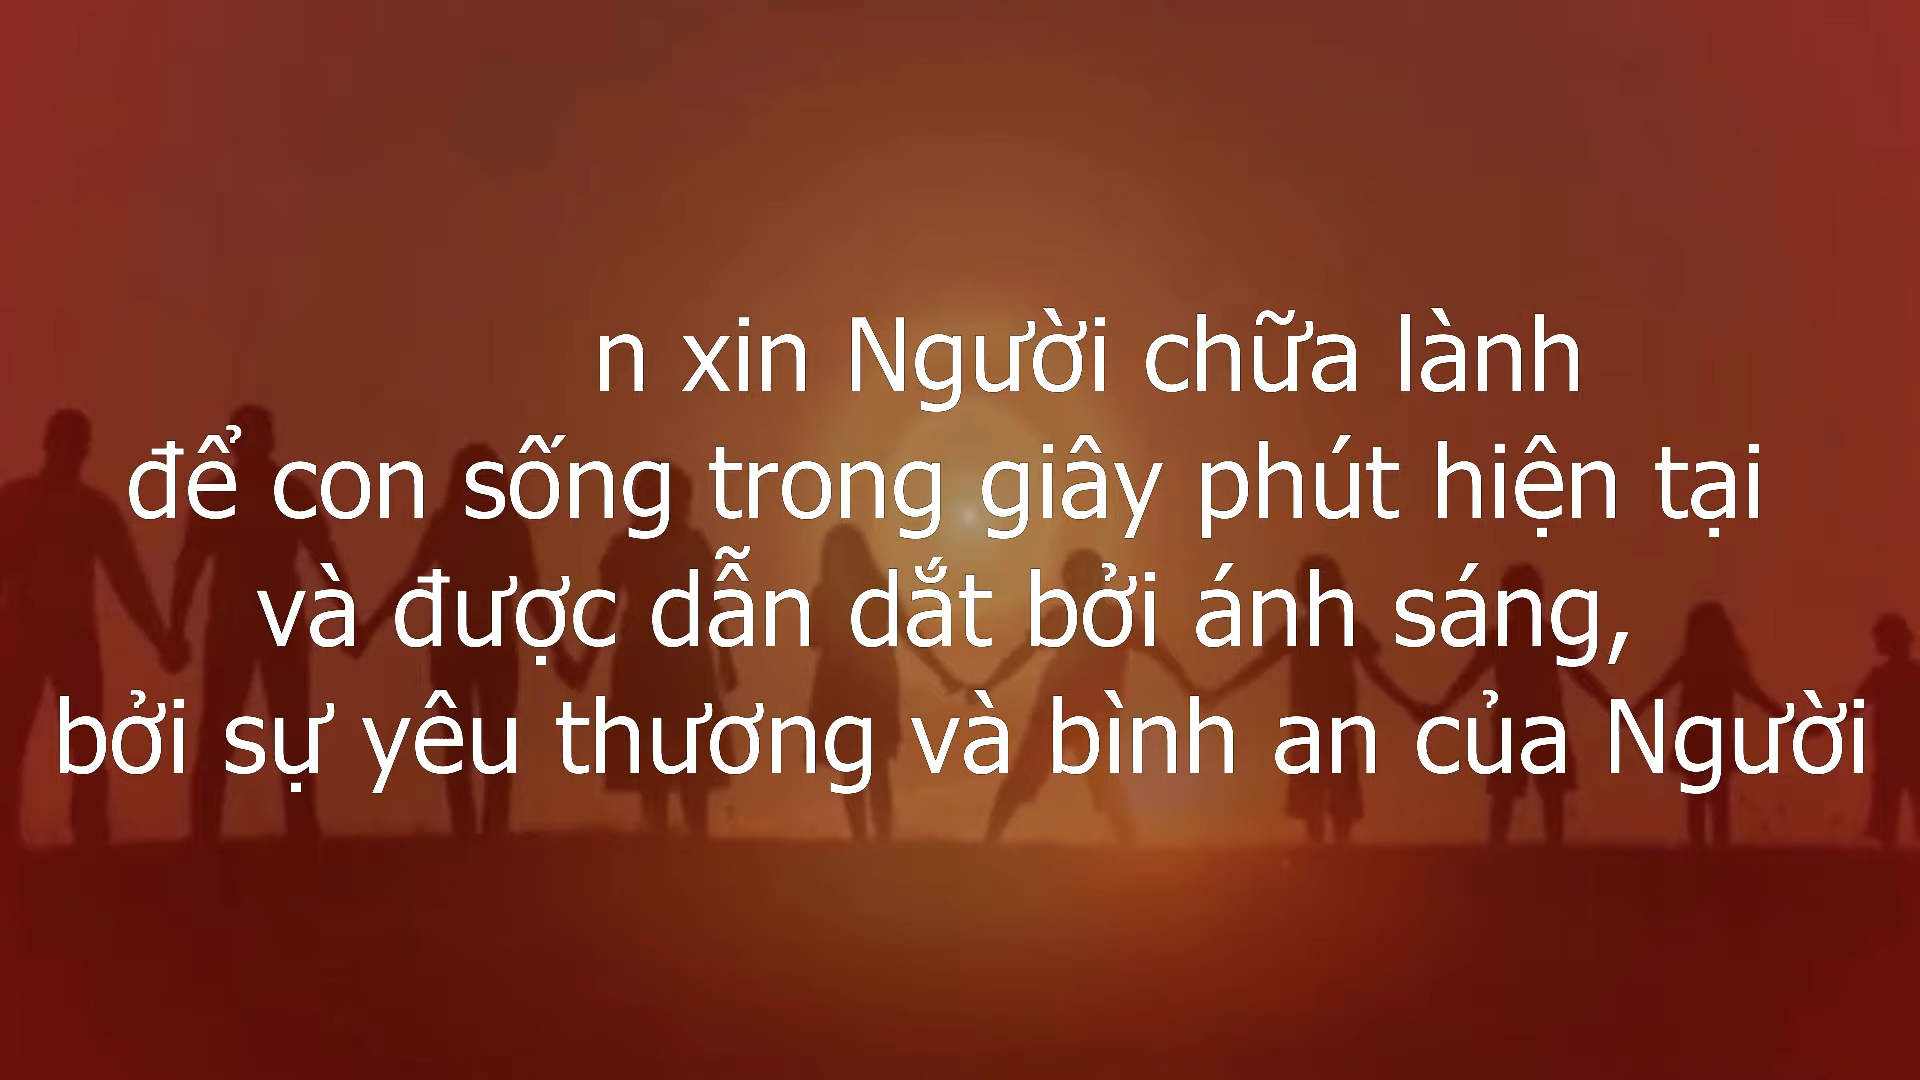 n xin Người chữa lành
để con sống trong giây phút hiện tại
và được dẫn dắt bởi ánh sáng,
bởi sự yêu thương và bình an của Người